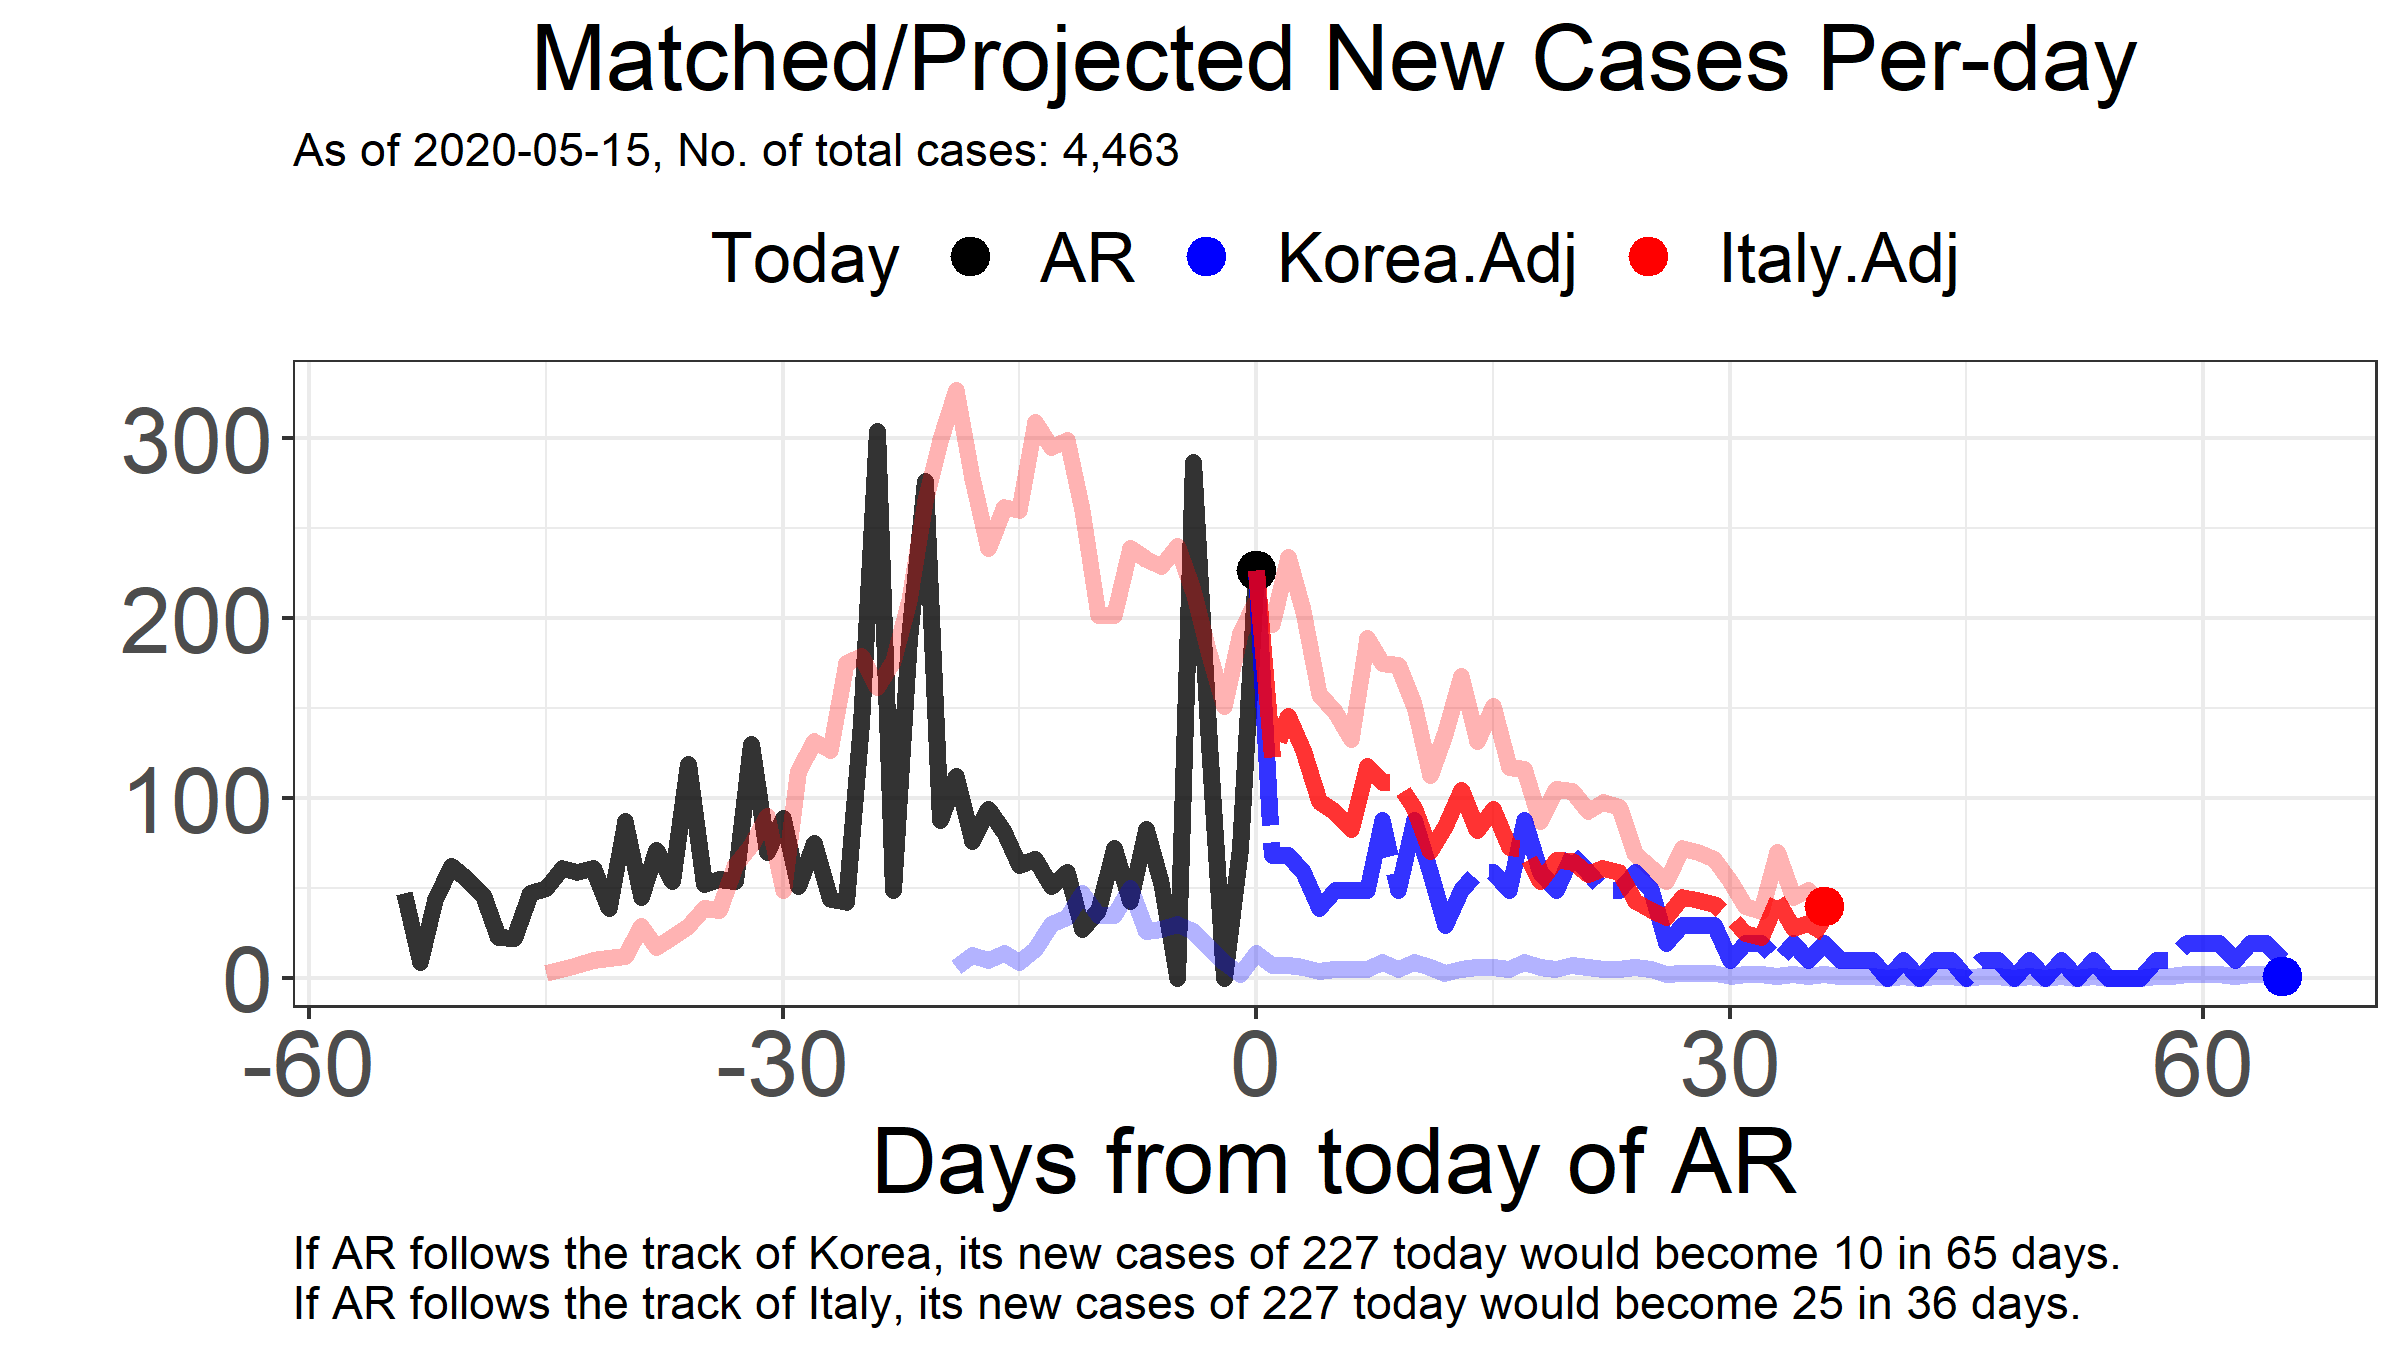 Matched/Projected New Cases Per-day
As of 2020-05-15, No. of total cases: 4,463
Today AR Korea.Adj Italy.Adj
300
200
100
0
-60 -30 0 30 60
Days from today of AR
If AR follows the track of Korea, its new cases of 227 today would become 10 in 65 days.
If AR follows the track of Italy, its new cases of 227 today would become 25 in 36 days.